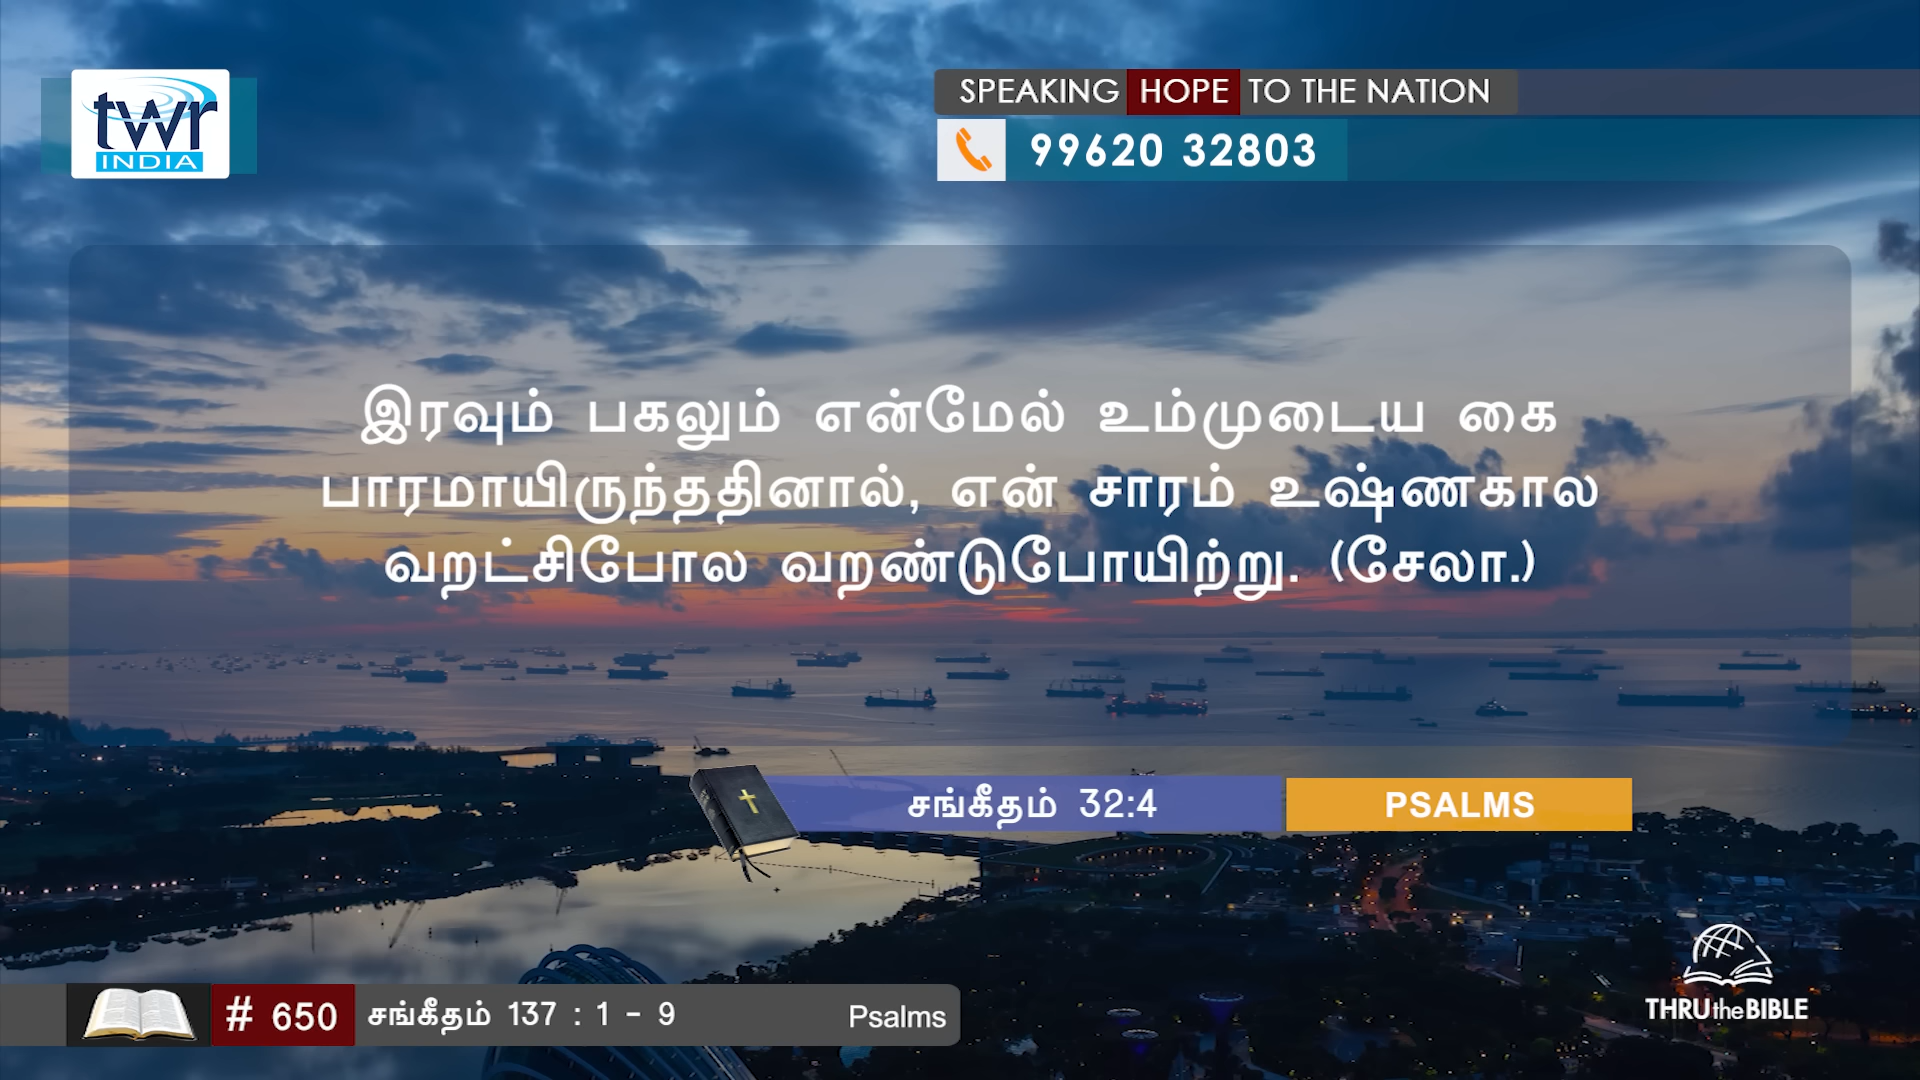 twr
INDIA
SPEAKING HOPE TO THE NATION
99620 32803
இரவும் பகலும் என்மேல் உம்முடைய கை
பாரமாயிருந்ததினால், என் சாரம் உஷ்ணகால
வறட்சிபோல வறண்டுபோயிற்று. (சேலா.)
சங்கீதம் 32:4
PSALMS
# 650 சங்கீதம் 137 : 1 - 9 Psalms
THRU the BIBLE